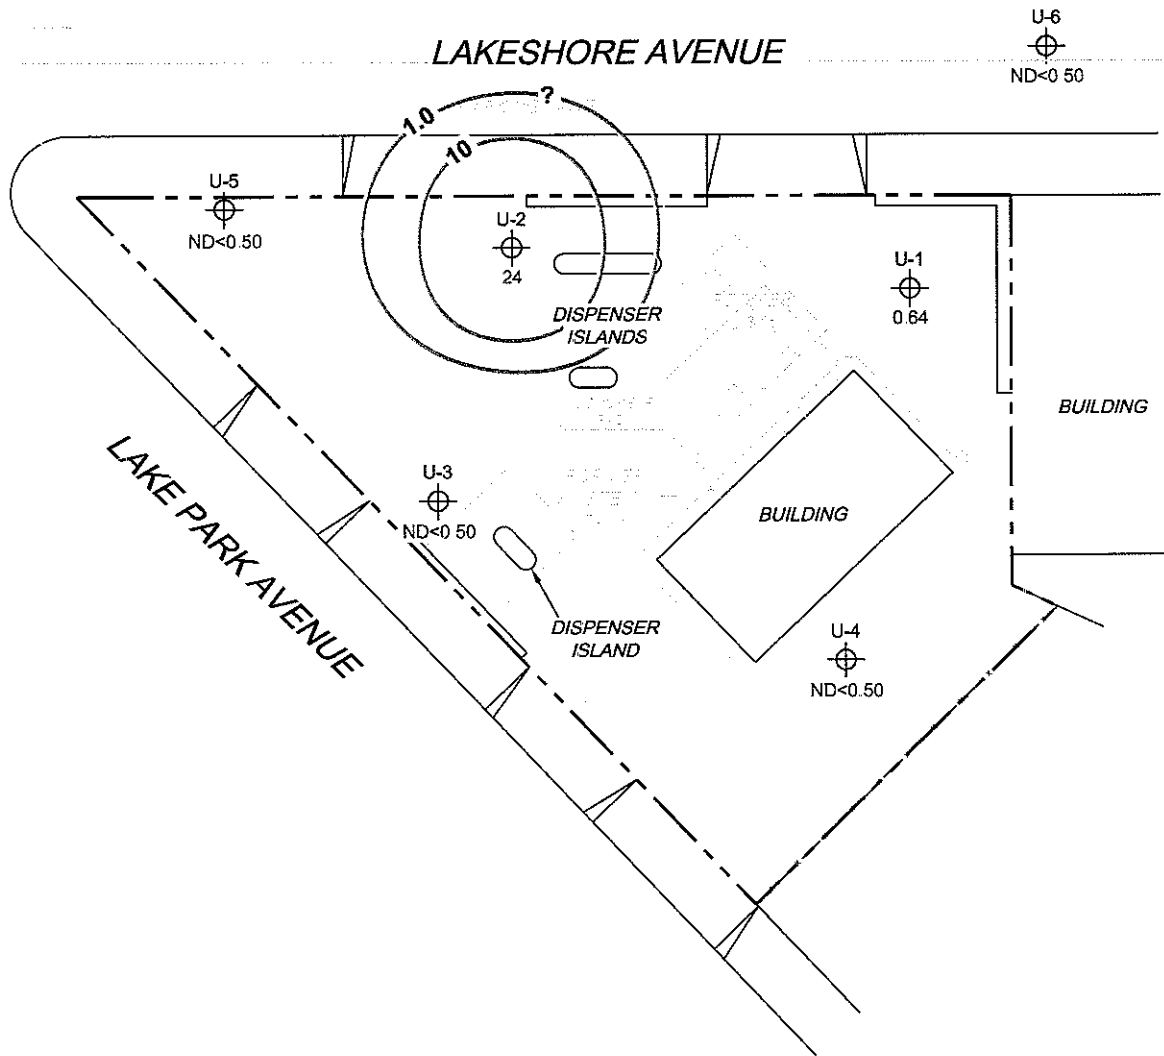 U-6
LAKESHORE AVENUE
ND<0 50
?
1.0
10
U-5
ND<0.50
U-2
24
U-1
0.64
DISPENSER
ISLANDS
BUILDING
U-3
ND<0 50
BUILDING
LAKE PARK AVENUE
DISPENSER
ISLAND
U-4
ND<0.50